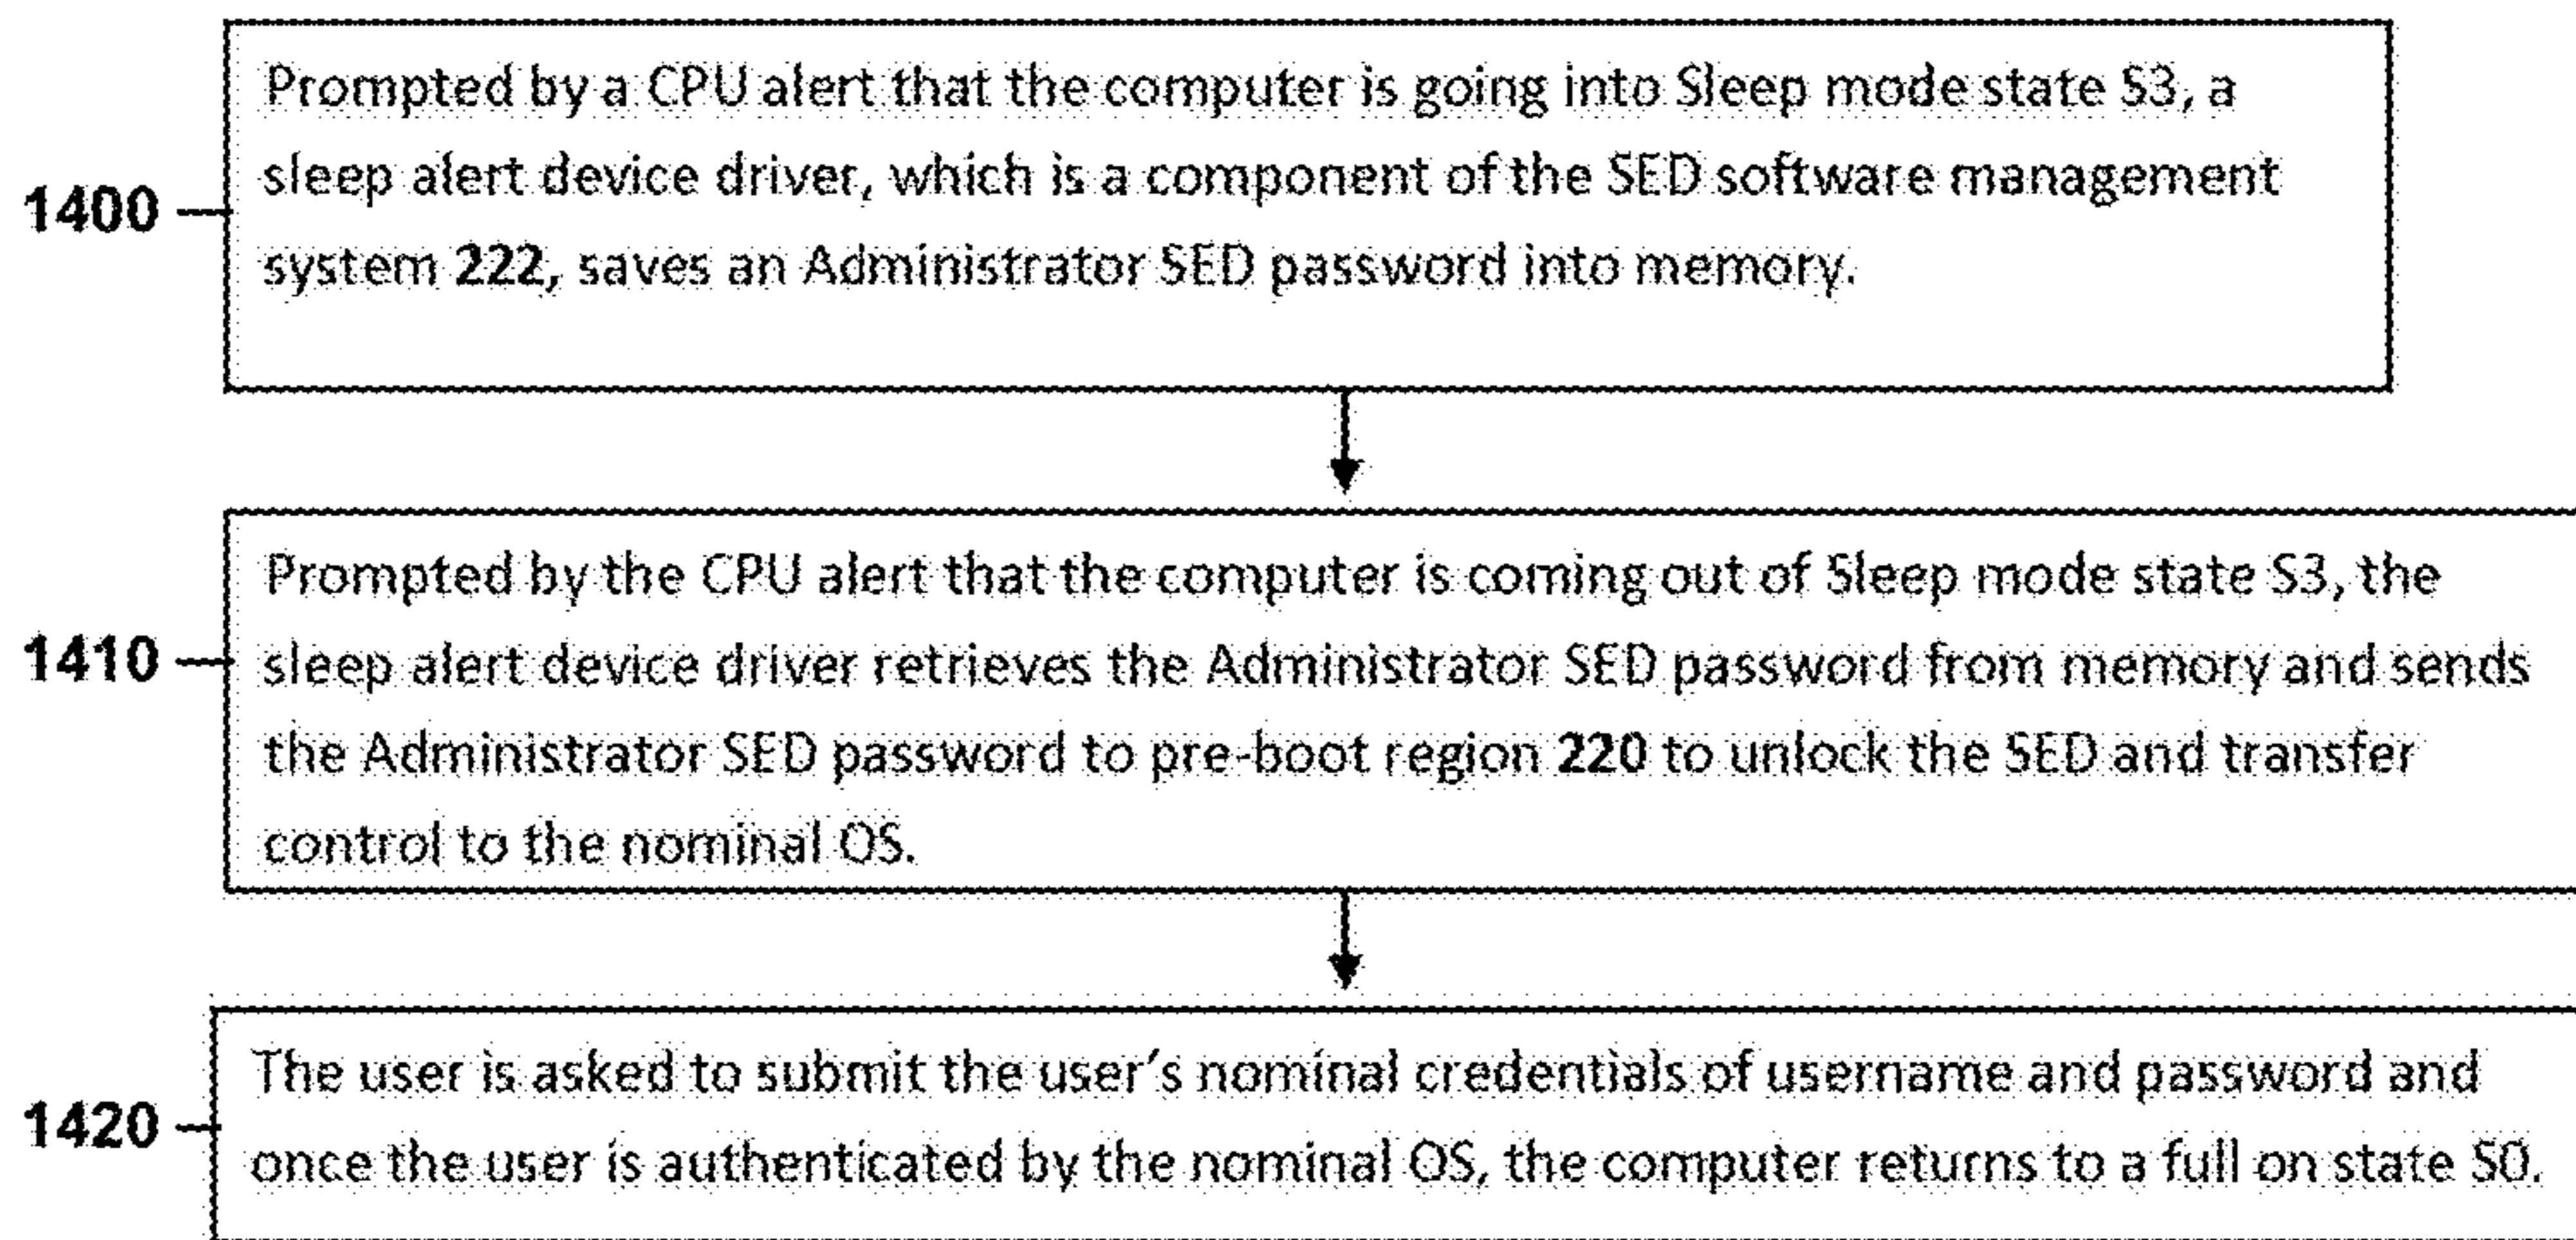 Prompted by a CPU alert that the computer is going into Sleep mode state S3, a
sleep alert device driver, which is a component of the SED software management
1400
system 222, saves an Administrator SED password into memory.
Prompted by the CPU alert that the computer is coming out of Sleep mode state S3, the
1410
sleep alert device driver retrieves the Administrator SED password from memory and sends
the Administrator SED password to pre-boot region 220 to unlock the SED and transfer
control to the nominal OS.
The user is asked to submit the user's nominal credentials of username and password and
1420
once the user is authenticated by the nominal OS, the computer returns to a full on state S0.